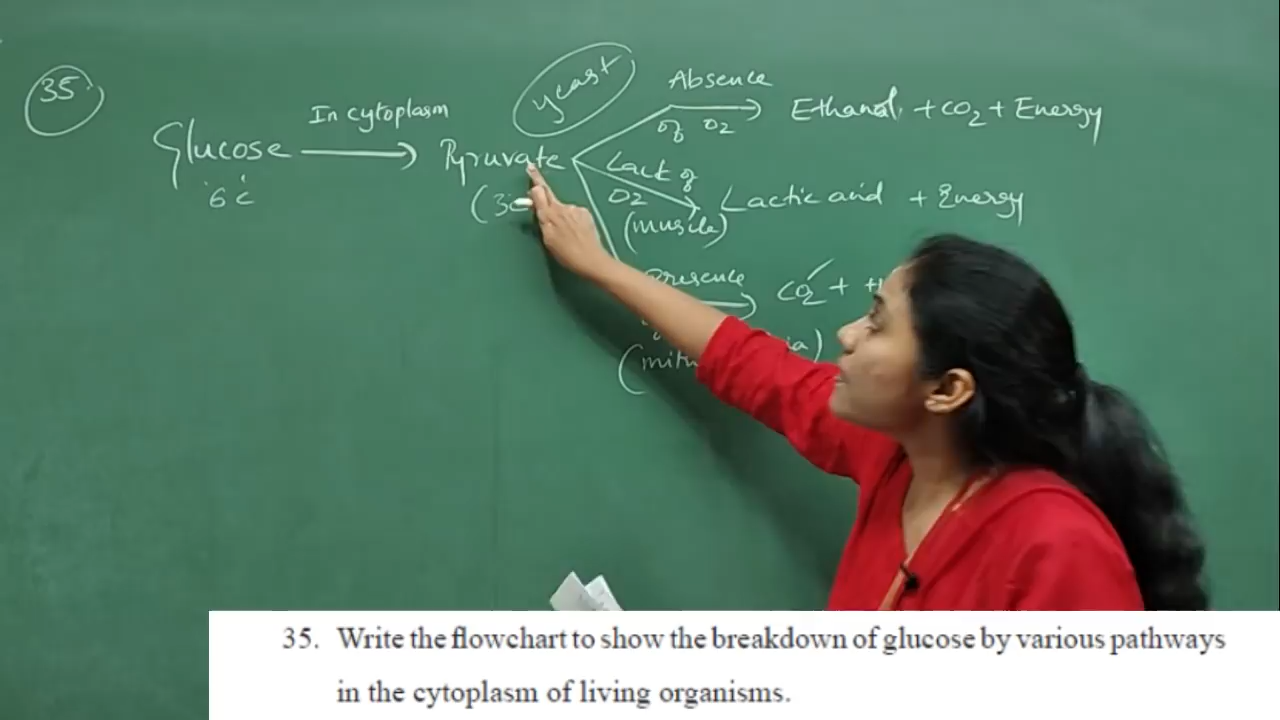 35
yeast
Absence
of O2
Ethanol + CO2 + Energy
In cytoplasm
Glucose
6C
Pyruvate
(3C
Lack of
O2
(muscle)
Lactic acid + Energy
Presence
CO2 +
35. Write the flowchart to show the breakdown of glucose by various pathways
in the cytoplasm of living organisms.